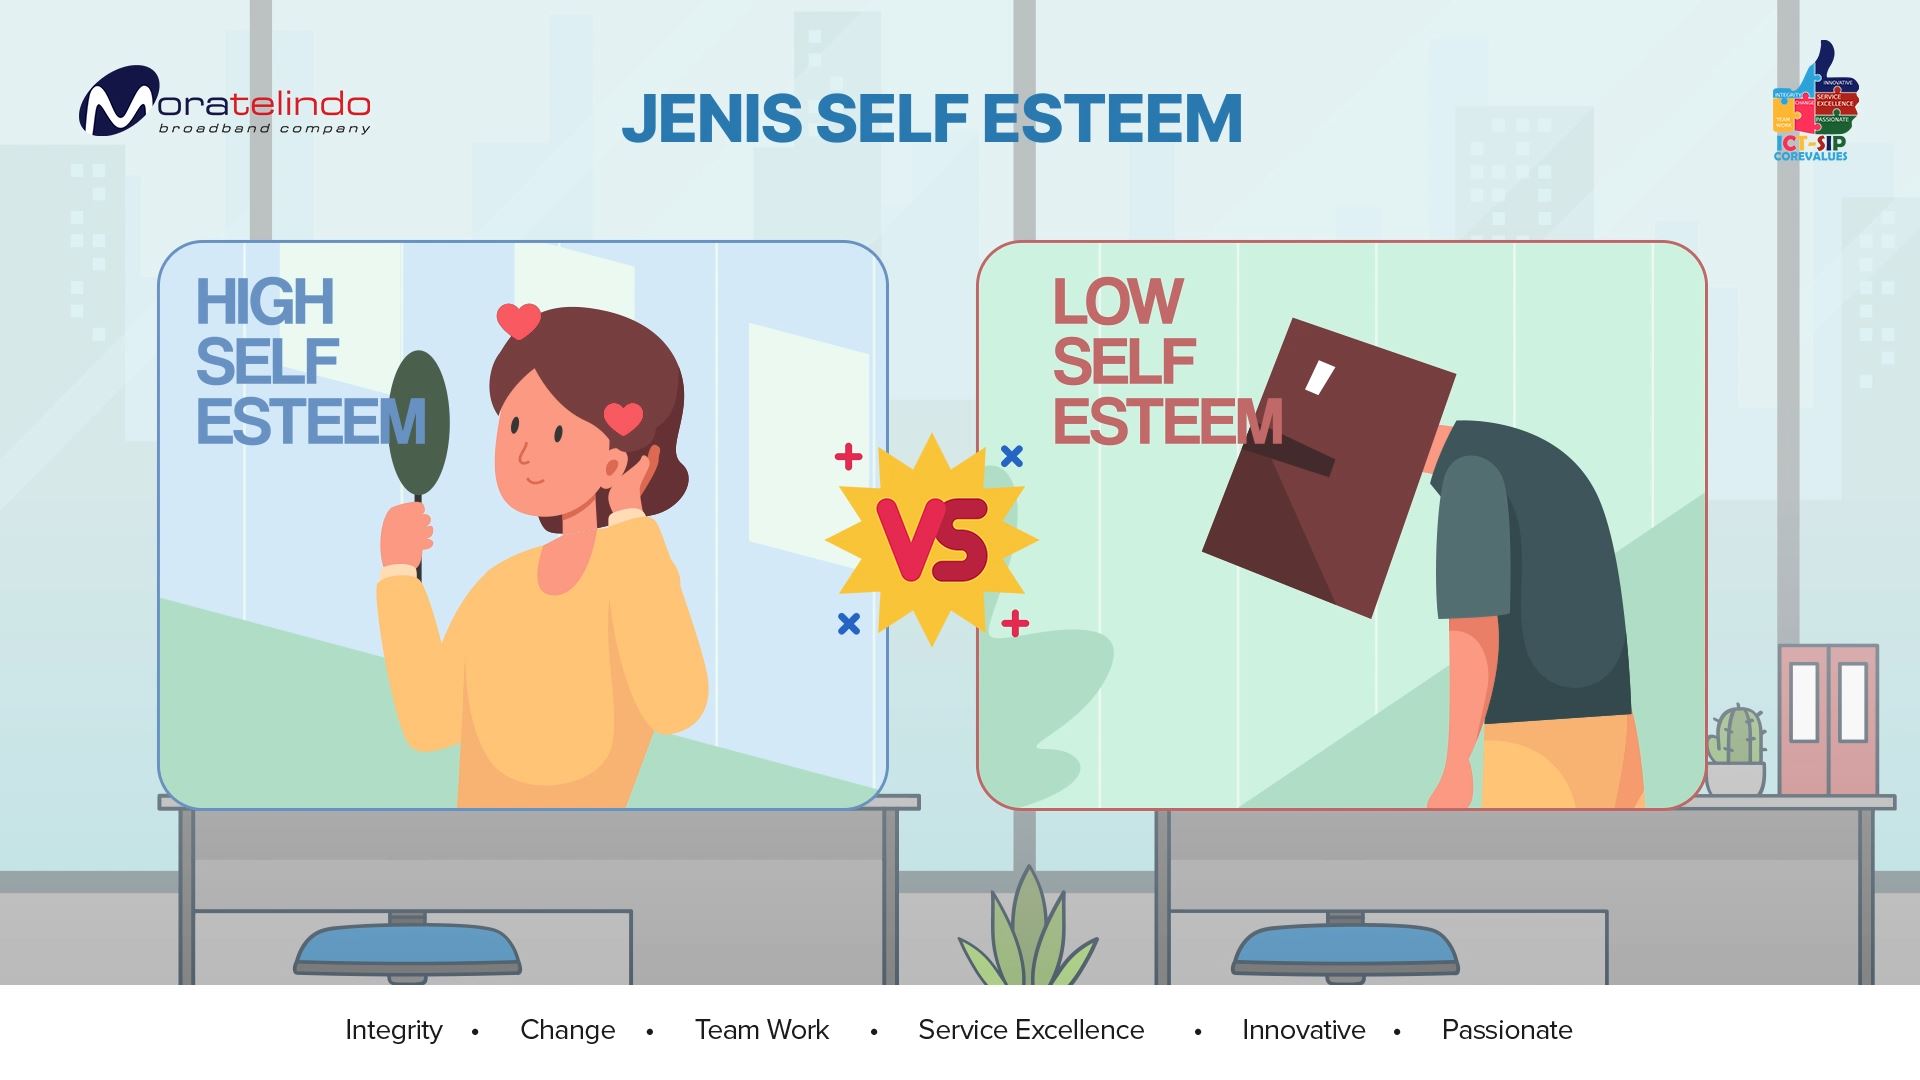 Moratelindo
broadband company
JENIS SELF ESTEEM
INNOVATIVE
INTEGRITY
CHANGE
SERVICE
EXCELLENCE
TEAM
WORK
PASSIONATE
ICT-SIP
COREVALUES
HIGH
SELF
ESTEEM
VS
LOW
SELF
ESTEEM
Integrity • Change • Team Work • Service Excellence • Innovative • Passionate